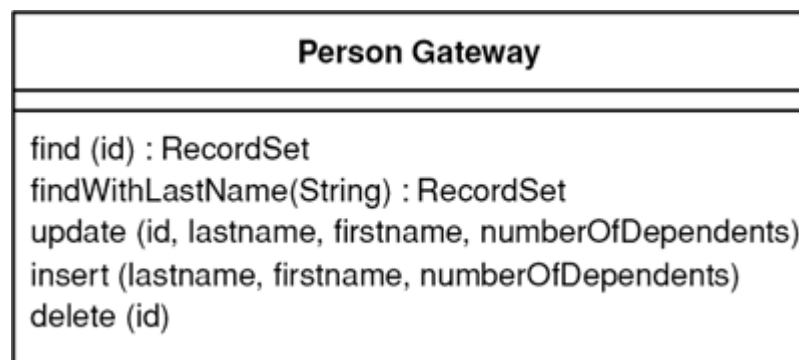 Person Gateway
find (id) : RecordSet
findWithLastName(String) : RecordSet
update (id, lastname, firstname, numberOfDependents)
insert (lastname, firstname, numberOfDependents)
delete (id)